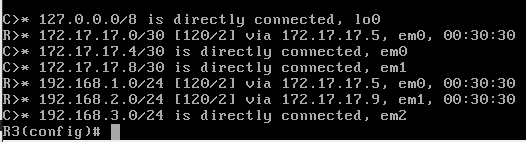 C>* 127.0.0.0/8 is directly connected, lo0
R>* 172.17.17.0/30 [120/2] via 172.17.17.5, em0, 00:30:30
C>* 172.17.17.4/30 is directly connected, em0
C>* 172.17.17.8/30 is directly connected, em1
R>* 192.168.1.0/24 [120/2] via 172.17.17.5, em0, 00:30:30
R>* 192.168.2.0/24 [120/2] via 172.17.17.9, em1, 00:30:30
C>* 192.168.3.0/24 is directly connected, em2
R3(config)#